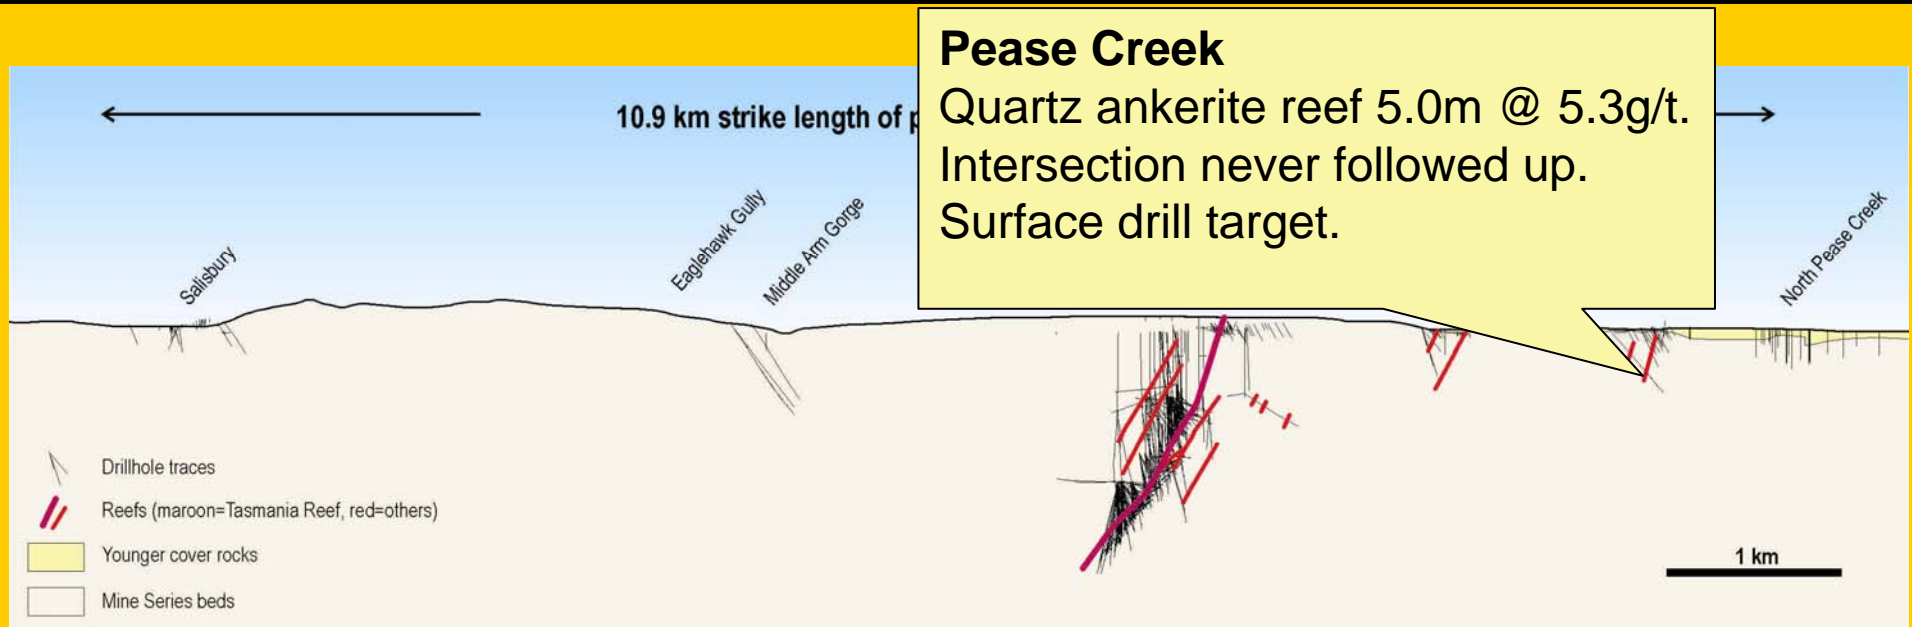 Pease Creek
Quartz ankerite reef 5.0m @ 5.3g/t.
Intersection never followed up.
Surface drill target.
10.9 km strike length of
Salisbury
Eaglehawk Gully
Middle Arm Gorge
North Pease Creek
Drillhole traces
Reefs (maroon=Tasmania Reef, red=others)
Younger cover rocks
Mine Series beds
1 km